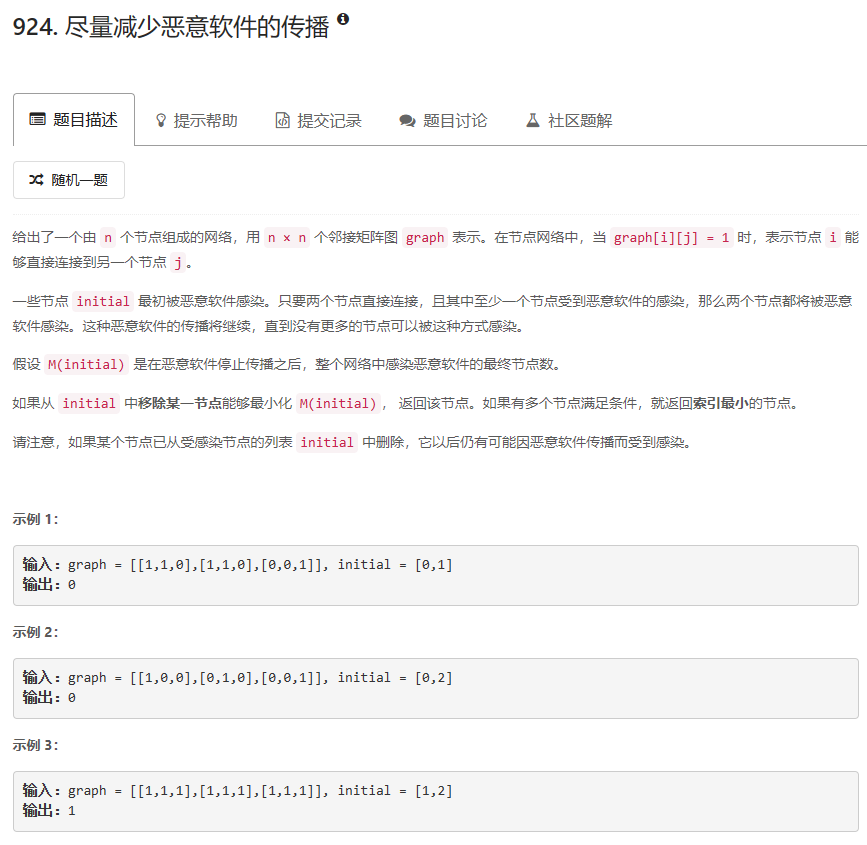 924. 尽量减少恶意软件的传播
题目描述
提示帮助
提交记录
题目讨论
社区题解
随机一题
给出了一个由 n 个节点组成的网络，用 n × n 个邻接矩阵图 graph 表示。在节点网络中，当 graph[i][j] = 1 时，表示节点 i 能
够直接连接到另一个节点 j。
一些节点 initial 最初被恶意软件感染。只要两个节点直接连接，且其中至少一个节点受到恶意软件的感染，那么两个节点都将被恶意
软件感染。这种恶意软件的传播将继续，直到没有更多的节点可以被这种方式感染。
假设 M(initial) 是在恶意软件停止传播之后，整个网络中感染恶意软件的最终节点数。
如果从 initial 中移除某一节点能够最小化 M(initial)， 返回该节点。如果有多个节点满足条件，就返回索引最小的节点。
请注意，如果某个节点已从受感染节点的列表 initial 中删除，它以后仍有可能因恶意软件传播而受到感染。
示例 1：
输入：graph = [[1,1,0],[1,1,0],[0,0,1]], initial = [0,1]
输出：0
示例 2：
输入：graph = [[1,0,0],[0,1,0],[0,0,1]], initial = [0,2]
输出：0
示例 3：
输入：graph = [[1,1,1],[1,1,1],[1,1,1]], initial = [1,2]
输出：1